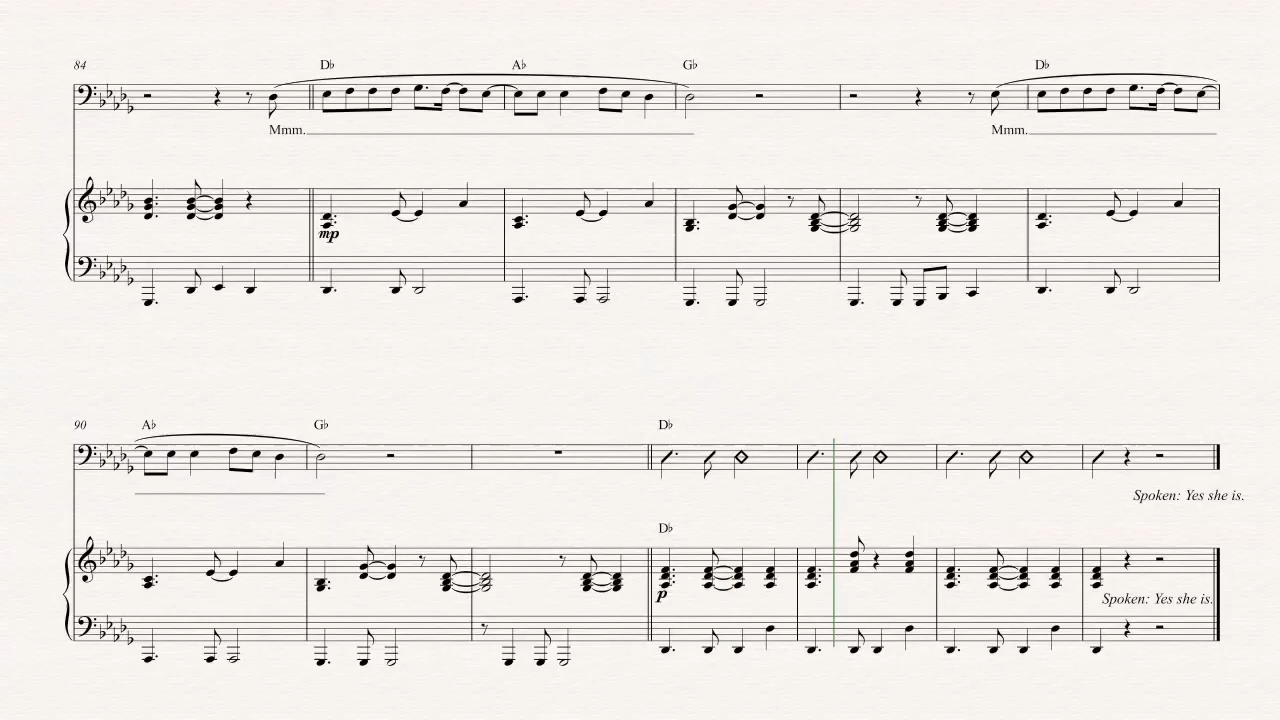 84
D♭ A♭ G♭ D♭
Mmm. Mmm.
mp
90
A♭ G♭ D♭
Spoken: Yes she is.
D♭
p
Spoken: Yes she is.